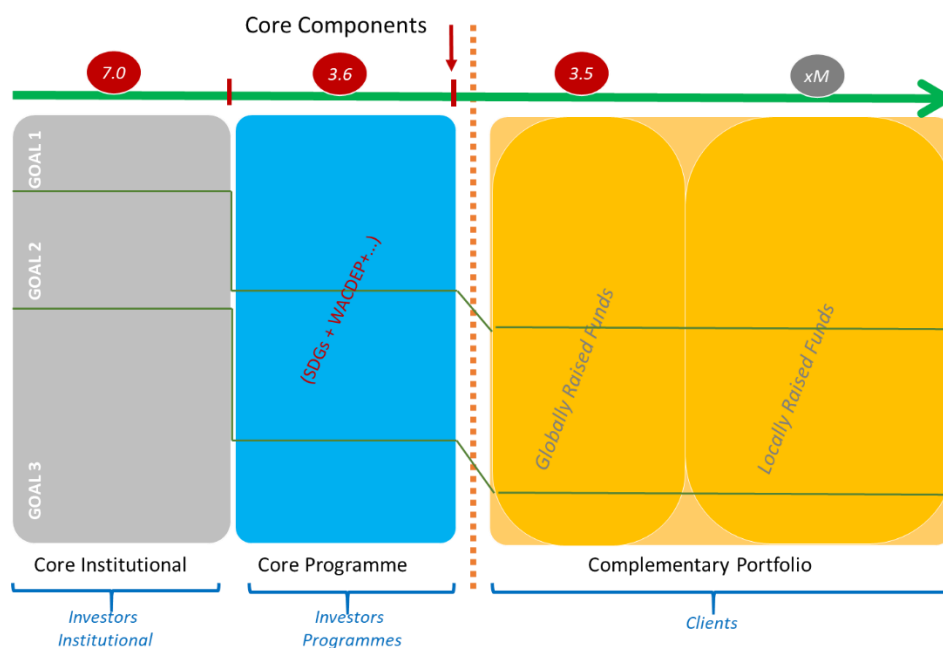 Core Components
7.0
3.6
3.5
xM
GOAL 1
GOAL 2
GOAL 3
(SDGs + WACDEP+...)
Globally Raised Funds
Locally Raised Funds
Core Institutional
Core Programme
Complementary Portfolio
Investors
Institutional
Investors
Programmes
Clients